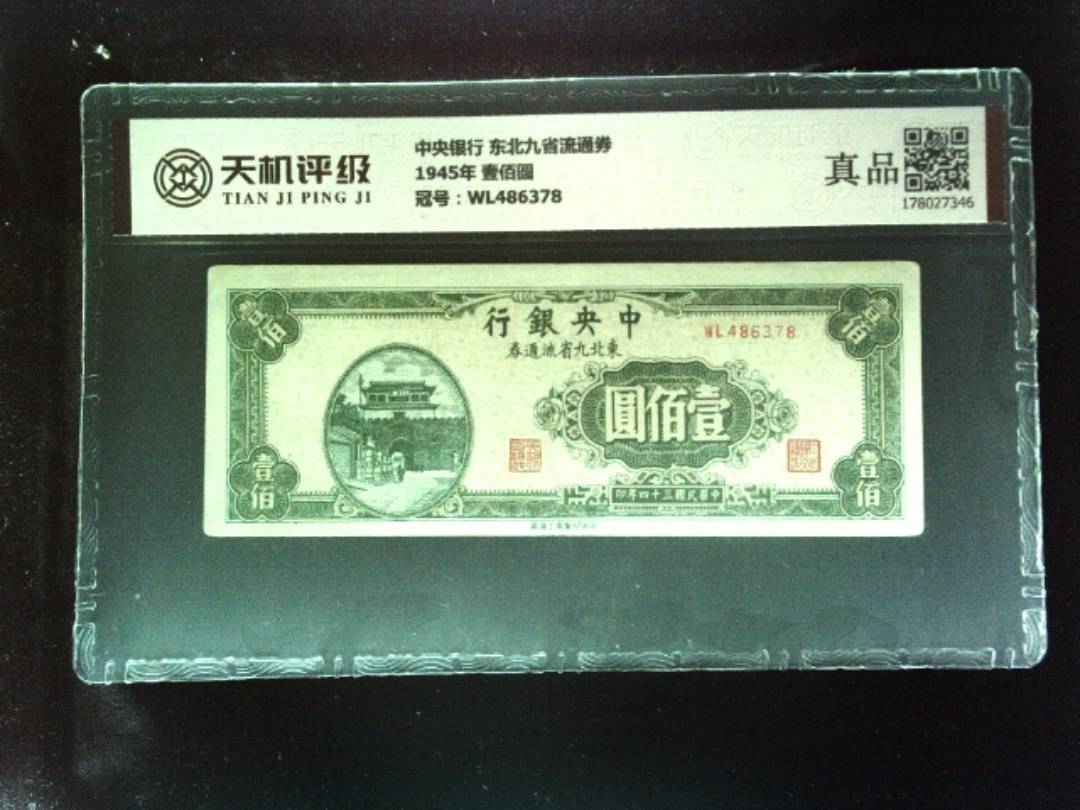 天机评级
TIAN JI PING JI
中央银行 东北九省流通券
1945年 壹佰圆
冠号：WL486378
真品
178027346
中央銀行
東北九省流通券
WL486378
壹佰
壹佰
壹佰圓
壹佰
壹佰
中華民國三十四年印